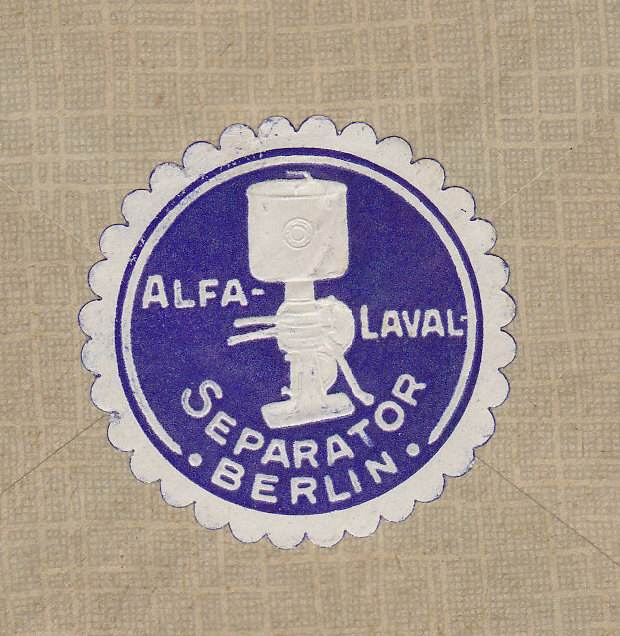 ALFA-
LAVAL-
SEPARATOR
• BERLIN •